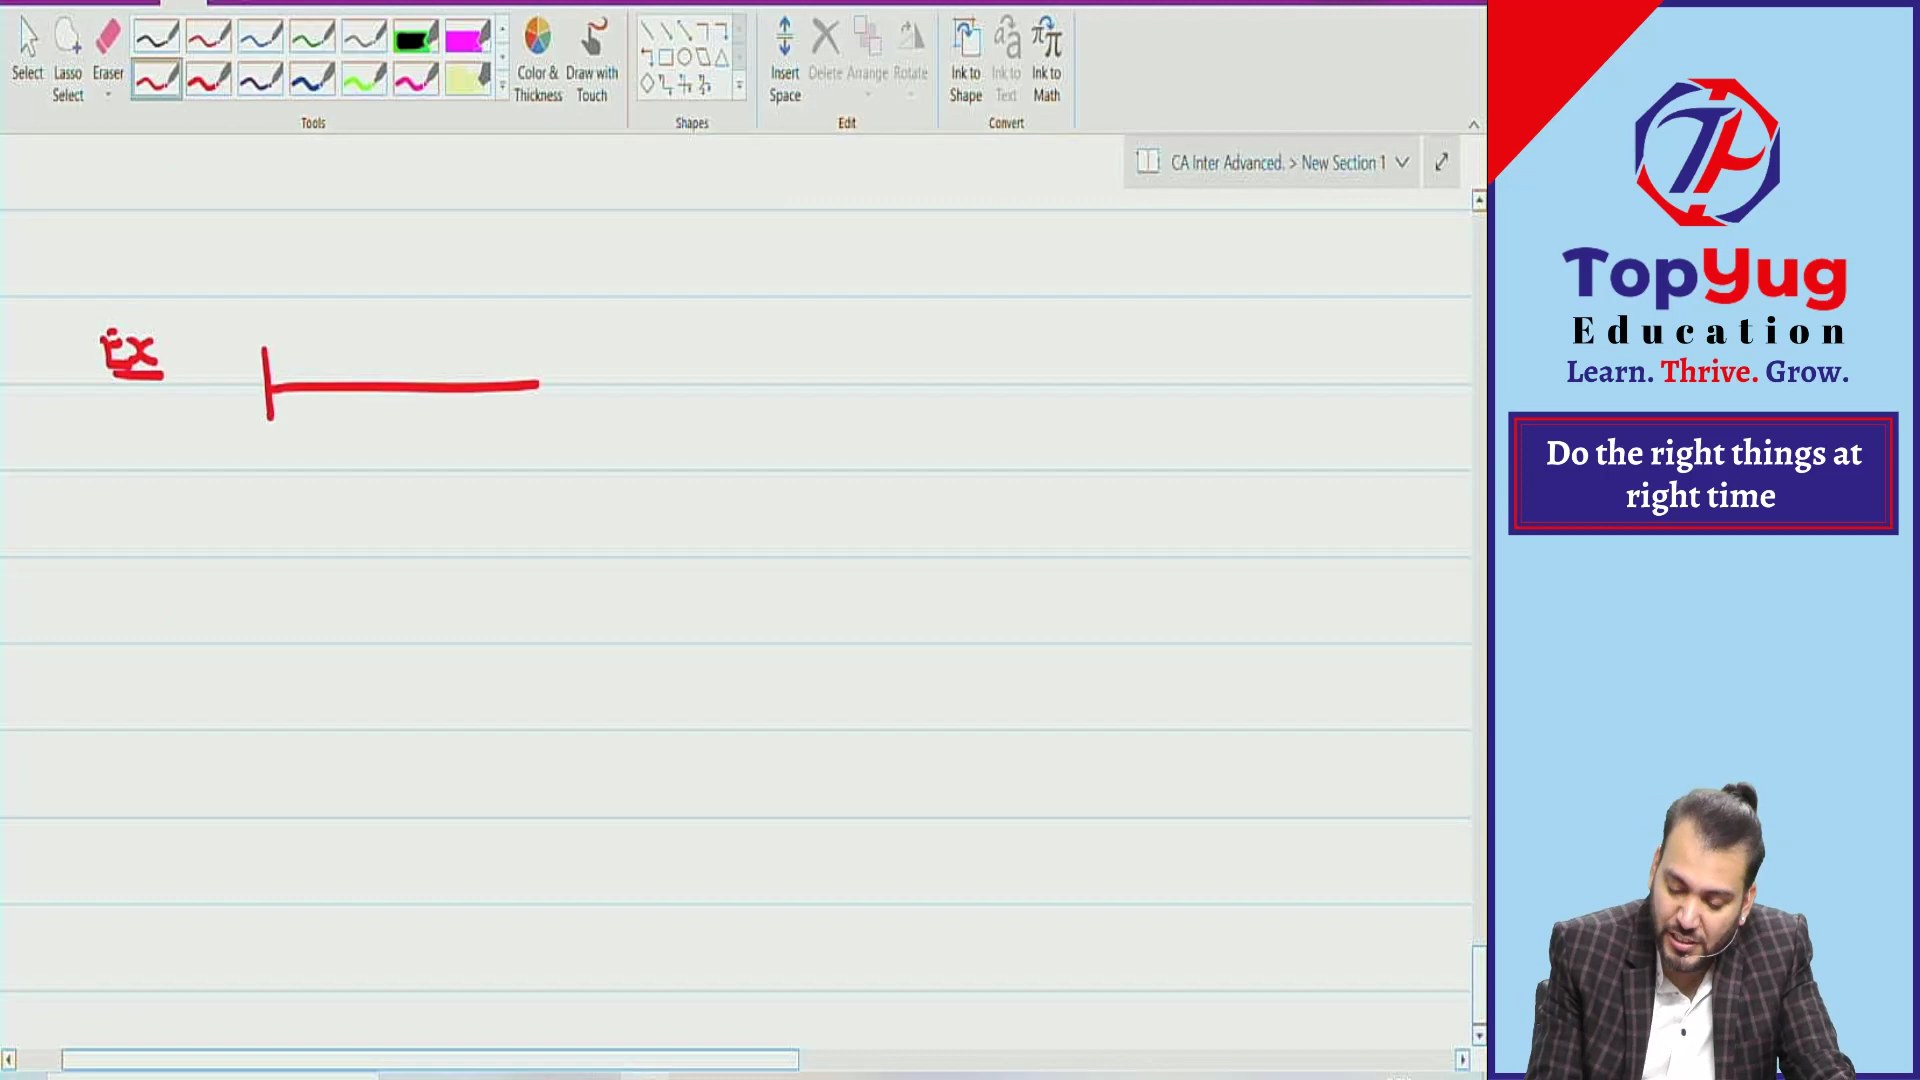 Select
Lasso Select
Eraser
Color & Thickness
Draw with Touch
Insert Space
Delete
Arrange
Rotate
Ink to Shape
Ink to Text
Ink to Math
Tools
Shapes
Edit
Convert
CA Inter Advanced. > New Section 1
Ex
TopYug
Education
Learn. Thrive. Grow.
Do the right things at
right time